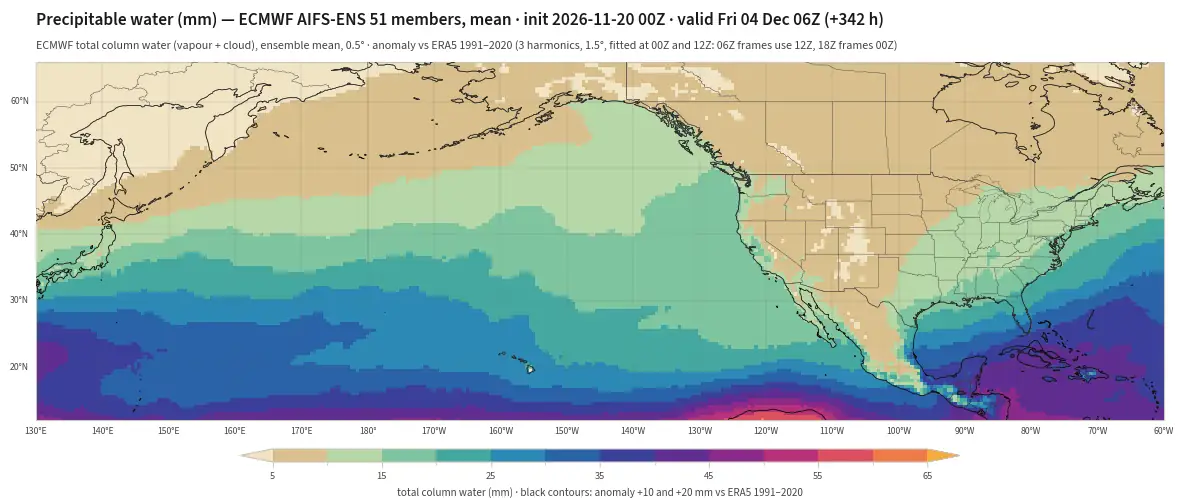 Precipitable water (mm) — ECMWF AIFS-ENS 51 members, mean · init 2026-11-20 00Z · valid Fri 04 Dec 06Z (+342 h)
ECMWF total column water (vapour + cloud), ensemble mean, 0.5° · anomaly vs ERA5 1991–2020 (3 harmonics, 1.5°, fitted at 00Z and 12Z: 06Z frames use 12Z, 18Z frames 00Z)
60°N
50°N
40°N
30°N
20°N
130°E 140°E 150°E 160°E 170°E 180° 170°W 160°W 150°W 140°W 130°W 120°W 110°W 100°W 90°W 80°W 70°W 60°W
5 15 25 35 45 55 65
total column water (mm) · black contours: anomaly +10 and +20 mm vs ERA5 1991–2020